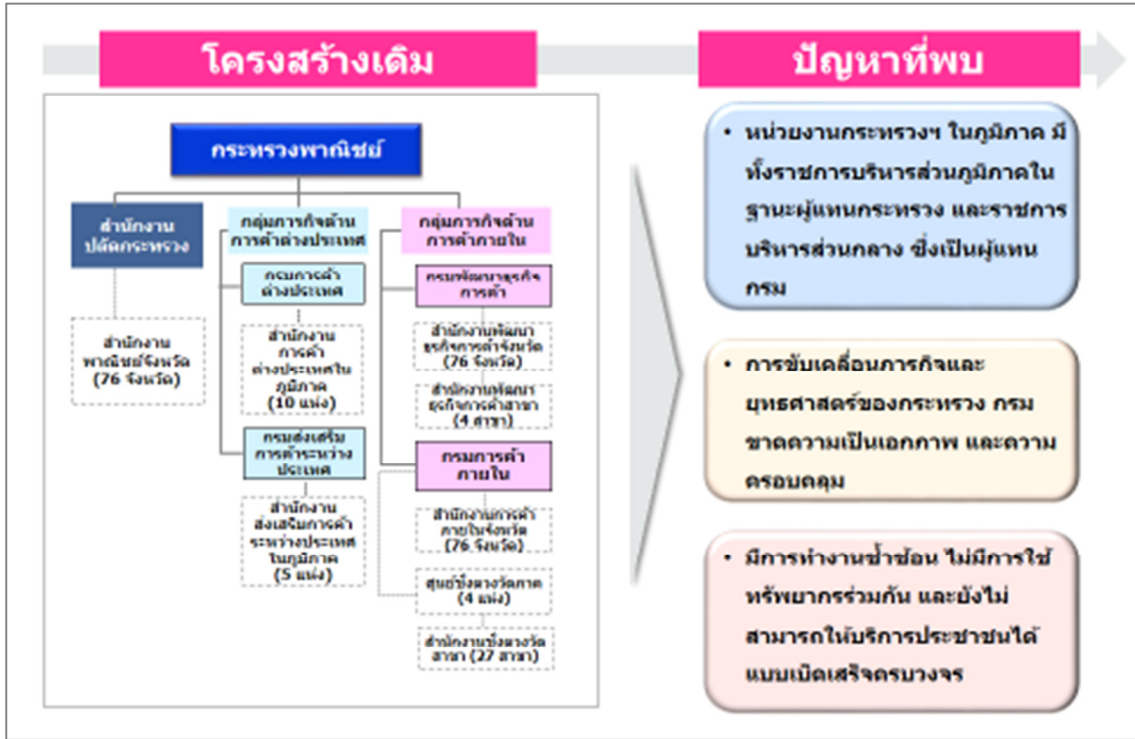 โครงสร้างเดิม
ปัญหาที่พบ
กระทรวงพาณิชย์
สำนักงาน
ปลัดกระทรวง
สำนักงาน
พาณิชย์จังหวัด
(76 จังหวัด)
กลุ่มภารกิจด้าน
การค้าต่างประเทศ
กรมการค้า
ต่างประเทศ
สำนักงาน
การค้า
ต่างประเทศใน
ภูมิภาค
(10 แห่ง)
กรมส่งเสริม
การค้าระหว่าง
ประเทศ
สำนักงาน
ส่งเสริมการค้า
ระหว่างประเทศ
ในภูมิภาค
(5 แห่ง)
กลุ่มภารกิจด้าน
การค้าภายใน
กรมพัฒนาธุรกิจ
การค้า
สำนักงานพัฒนา
ธุรกิจการค้าจังหวัด
(76 จังหวัด)
สำนักงานพัฒนา
ธุรกิจการค้าสาขา
(4 สาขา)
กรมการค้า
ภายใน
สำนักงานการค้า
ภายในจังหวัด
(76 จังหวัด)
ศูนย์ชั่งตวงวัดภาค
(4 แห่ง)
สำนักงานชั่งตวงวัด
สาขา (27 สาขา)
• หน่วยงานกระทรวงฯ ในภูมิภาค มี
ทั้งราชการบริหารส่วนภูมิภาคใน
ฐานะผู้แทนกระทรวง และราชการ
บริหารส่วนกลาง ซึ่งเป็นผู้แทน
กรม
• การขับเคลื่อนภารกิจและ
ยุทธศาสตร์ของกระทรวง กรม
ขาดความเป็นเอกภาพ และความ
ครอบคลุม
• มีการทำงานซ้ำซ้อน ไม่มีการใช้
ทรัพยากรร่วมกัน และยังไม่
สามารถให้บริการประชาชนได้
แบบเบ็ดเสร็จครบวงจร